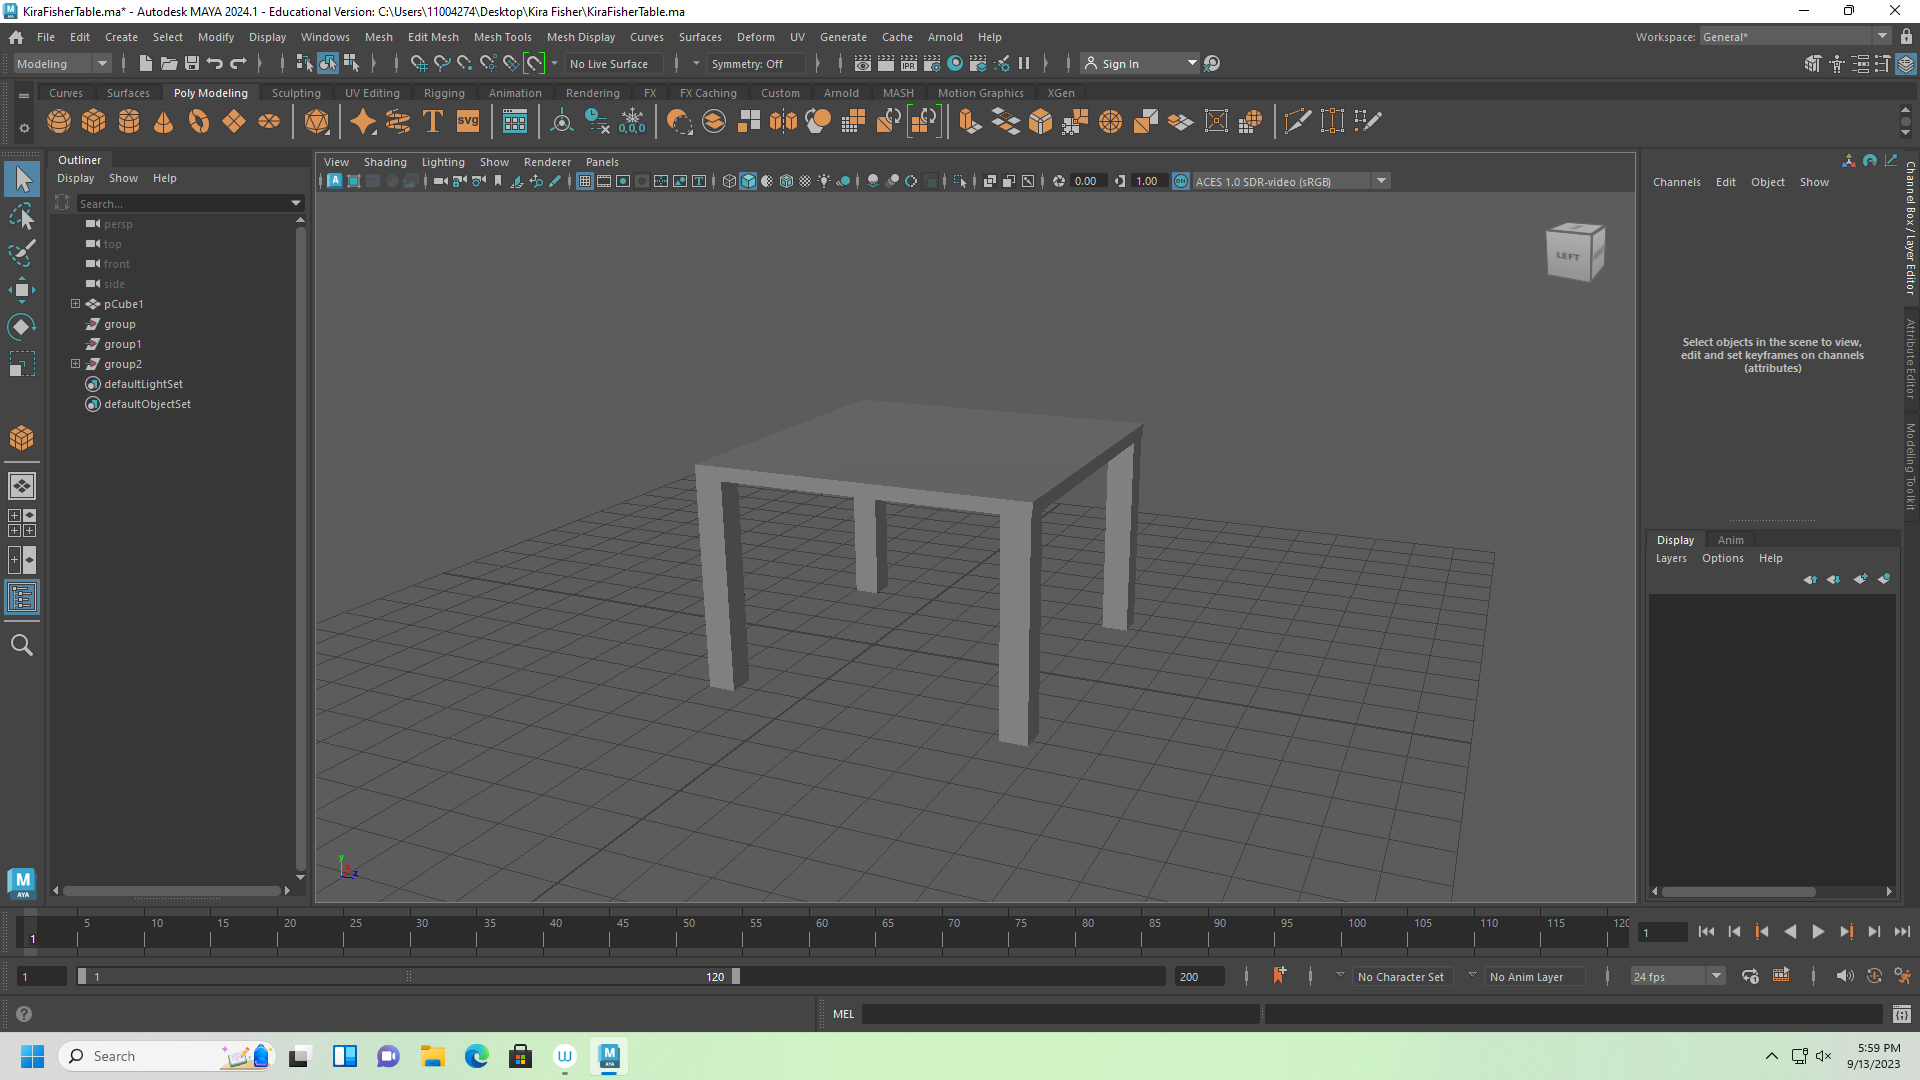 KiraFisherTable.ma* - Autodesk MAYA 2024.1 - Educational Version: C:\Users\11004274\Desktop\Kira Fisher\KiraFisherTable.ma
File Edit Create Select Modify Display Windows Mesh Edit Mesh Mesh Tools Mesh Display Curves Surfaces Deform UV Generate Cache Arnold Help Workspace: General*
Modeling No Live Surface Symmetry: Off IPR Sign In
Curves Surfaces Poly Modeling Sculpting UV Editing Rigging Animation Rendering FX FX Caching Custom Arnold MASH Motion Graphics XGen
T SVG 0,0,0
Outliner
Display Show Help
Search...
persp
top
front
side
pCube1
group
group1
group2
defaultLightSet
defaultObjectSet
View Shading Lighting Show Renderer Panels
A 0.00 1.00 ON ACES 1.0 SDR-video (sRGB)
LEFT
y
z
Channels Edit Object Show
Select objects in the scene to view,
edit and set keyframes on channels
(attributes)
Channel Box / Layer Editor
Attribute Editor
Modeling Toolkit
Display Anim
Layers Options Help
M
AYA
5 10 15 20 25 30 35 40 45 50 55 60 65 70 75 80 85 90 95 100 105 110 115 120
1 1
1 1 120 200 No Character Set No Anim Layer 24 fps
MEL
Search
5:59 PM
9/13/2023